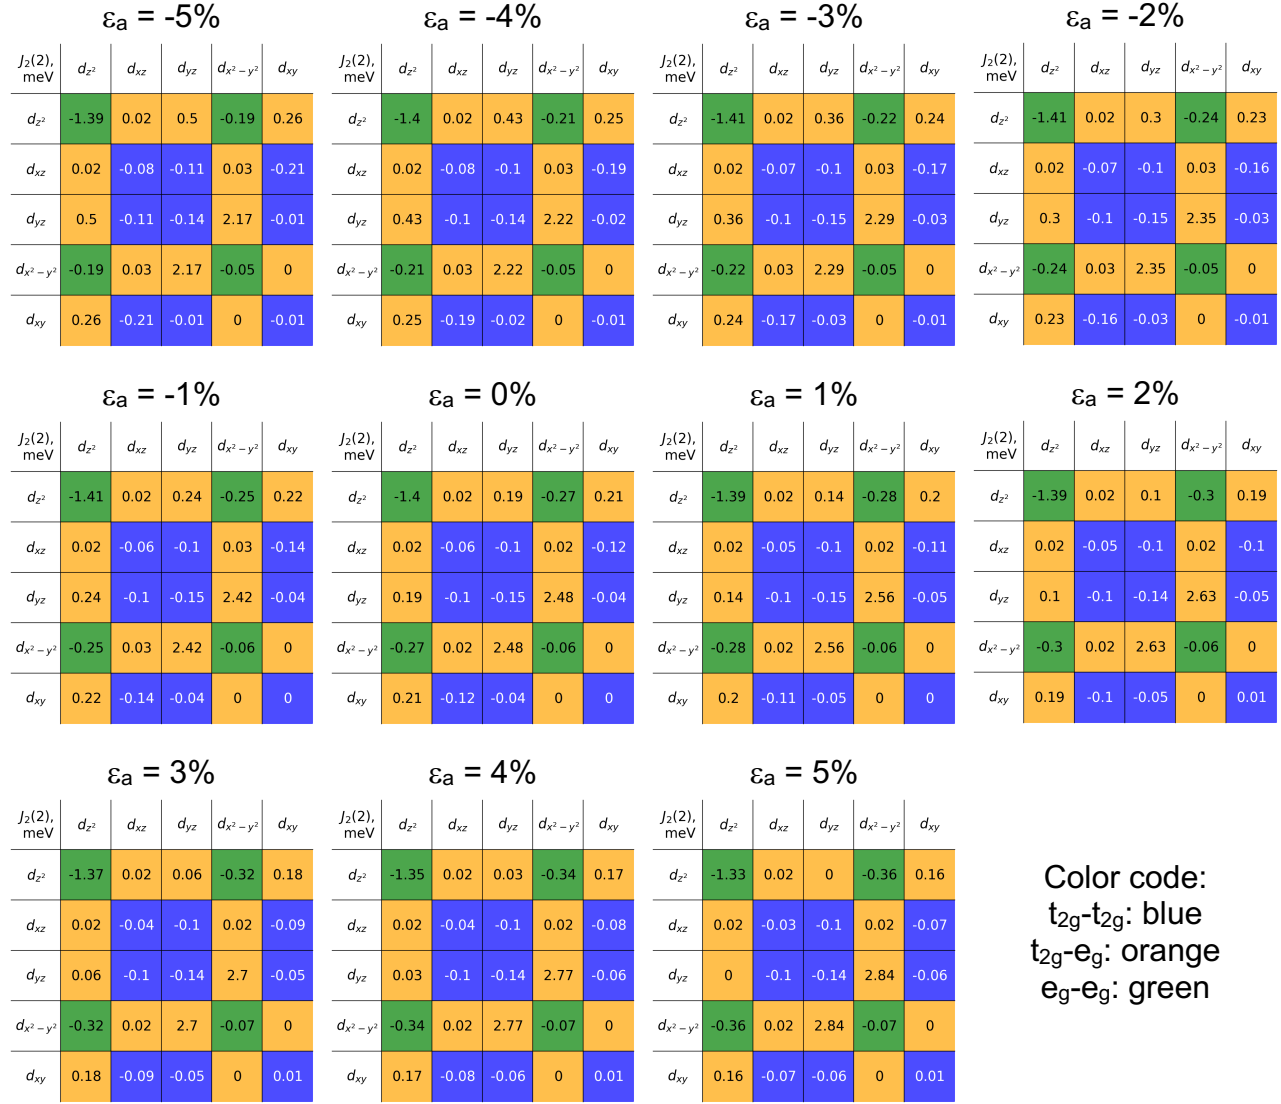 εa = -5% εa = -4% εa = -3% εa = -2%
J2(2), meV dz² dxz dyz dx²−y² dxy J2(2), meV dz² dxz dyz dx²−y² dxy J2(2), meV dz² dxz dyz dx²−y² dxy J2(2), meV dz² dxz dyz dx²−y² dxy
dz² -1.39 0.02 0.5 -0.19 0.26 dz² -1.4 0.02 0.43 -0.21 0.25 dz² -1.41 0.02 0.36 -0.22 0.24 dz² -1.41 0.02 0.3 -0.24 0.23
dxz 0.02 -0.08 -0.11 0.03 -0.21 dxz 0.02 -0.08 -0.1 0.03 -0.19 dxz 0.02 -0.07 -0.1 0.03 -0.17 dxz 0.02 -0.07 -0.1 0.03 -0.16
dyz 0.5 -0.11 -0.14 2.17 -0.01 dyz 0.43 -0.1 -0.14 2.22 -0.02 dyz 0.36 -0.1 -0.15 2.29 -0.03 dyz 0.3 -0.1 -0.15 2.35 -0.03
dx²−y² -0.19 0.03 2.17 -0.05 0 dx²−y² -0.21 0.03 2.22 -0.05 0 dx²−y² -0.22 0.03 2.29 -0.05 0 dx²−y² -0.24 0.03 2.35 -0.05 0
dxy 0.26 -0.21 -0.01 0 -0.01 dxy 0.25 -0.19 -0.02 0 -0.01 dxy 0.24 -0.17 -0.03 0 -0.01 dxy 0.23 -0.16 -0.03 0 -0.01
εa = -1% εa = 0% εa = 1% εa = 2%
J2(2), meV dz² dxz dyz dx²−y² dxy J2(2), meV dz² dxz dyz dx²−y² dxy J2(2), meV dz² dxz dyz dx²−y² dxy J2(2), meV dz² dxz dyz dx²−y² dxy
dz² -1.41 0.02 0.24 -0.25 0.22 dz² -1.4 0.02 0.19 -0.27 0.21 dz² -1.39 0.02 0.14 -0.28 0.2 dz² -1.39 0.02 0.1 -0.3 0.19
dxz 0.02 -0.06 -0.1 0.03 -0.14 dxz 0.02 -0.06 -0.1 0.02 -0.12 dxz 0.02 -0.05 -0.1 0.02 -0.11 dxz 0.02 -0.05 -0.1 0.02 -0.1
dyz 0.24 -0.1 -0.15 2.42 -0.04 dyz 0.19 -0.1 -0.15 2.48 -0.04 dyz 0.14 -0.1 -0.15 2.56 -0.05 dyz 0.1 -0.1 -0.14 2.63 -0.05
dx²−y² -0.25 0.03 2.42 -0.06 0 dx²−y² -0.27 0.02 2.48 -0.06 0 dx²−y² -0.28 0.02 2.56 -0.06 0 dx²−y² -0.3 0.02 2.63 -0.06 0
dxy 0.22 -0.14 -0.04 0 0 dxy 0.21 -0.12 -0.04 0 0 dxy 0.2 -0.11 -0.05 0 0 dxy 0.19 -0.1 -0.05 0 0.01
εa = 3% εa = 4% εa = 5%
J2(2), meV dz² dxz dyz dx²−y² dxy J2(2), meV dz² dxz dyz dx²−y² dxy J2(2), meV dz² dxz dyz dx²−y² dxy
dz² -1.37 0.02 0.06 -0.32 0.18 dz² -1.35 0.02 0.03 -0.34 0.17 dz² -1.33 0.02 0 -0.36 0.16
dxz 0.02 -0.04 -0.1 0.02 -0.09 dxz 0.02 -0.04 -0.1 0.02 -0.08 dxz 0.02 -0.03 -0.1 0.02 -0.07
dyz 0.06 -0.1 -0.14 2.7 -0.05 dyz 0.03 -0.1 -0.14 2.77 -0.06 dyz 0 -0.1 -0.14 2.84 -0.06
dx²−y² -0.32 0.02 2.7 -0.07 0 dx²−y² -0.34 0.02 2.77 -0.07 0 dx²−y² -0.36 0.02 2.84 -0.07 0
dxy 0.18 -0.09 -0.05 0 0.01 dxy 0.17 -0.08 -0.06 0 0.01 dxy 0.16 -0.07 -0.06 0 0.01
Color code:
t2g-t2g: blue
t2g-eg: orange
eg-eg: green